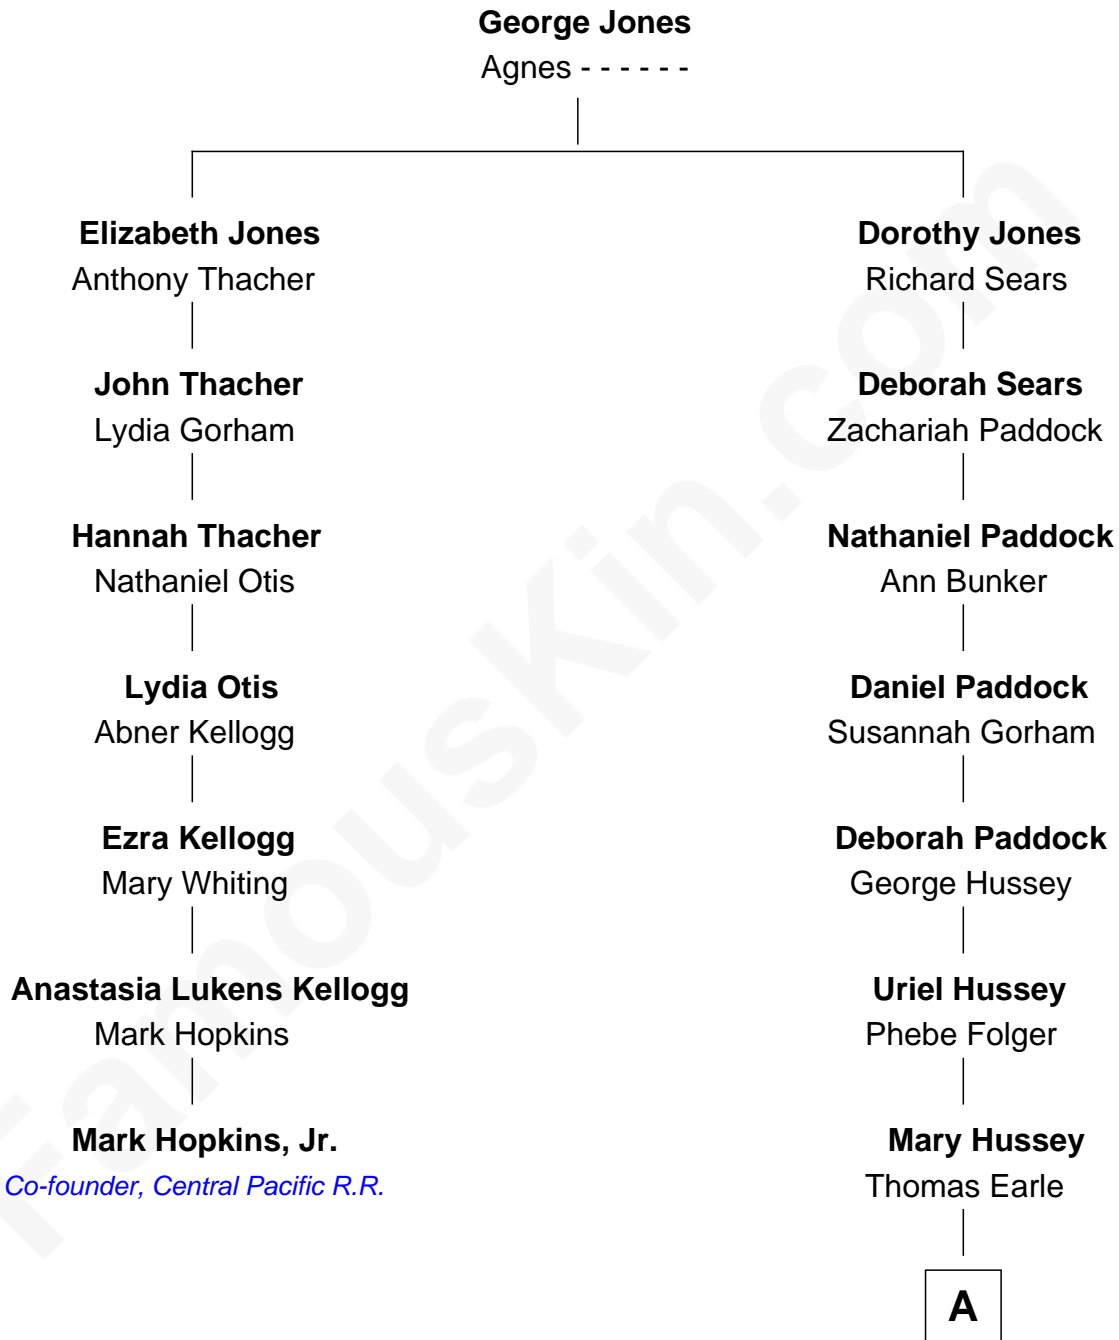 George Jones
Agnes - - - - - -
Elizabeth Jones
Anthony Thacher
Dorothy Jones
Richard Sears
John Thacher
Lydia Gorham
Deborah Sears
Zachariah Paddock
Hannah Thacher
Nathaniel Otis
Nathaniel Paddock
Ann Bunker
Lydia Otis
Abner Kellogg
Daniel Paddock
Susannah Gorham
Ezra Kellogg
Mary Whiting
Deborah Paddock
George Hussey
Anastasia Lukens Kellogg
Mark Hopkins
Uriel Hussey
Phebe Folger
Mark Hopkins, Jr.
Co-founder, Central Pacific R.R.
Mary Hussey
Thomas Earle
A
FamousKin.com